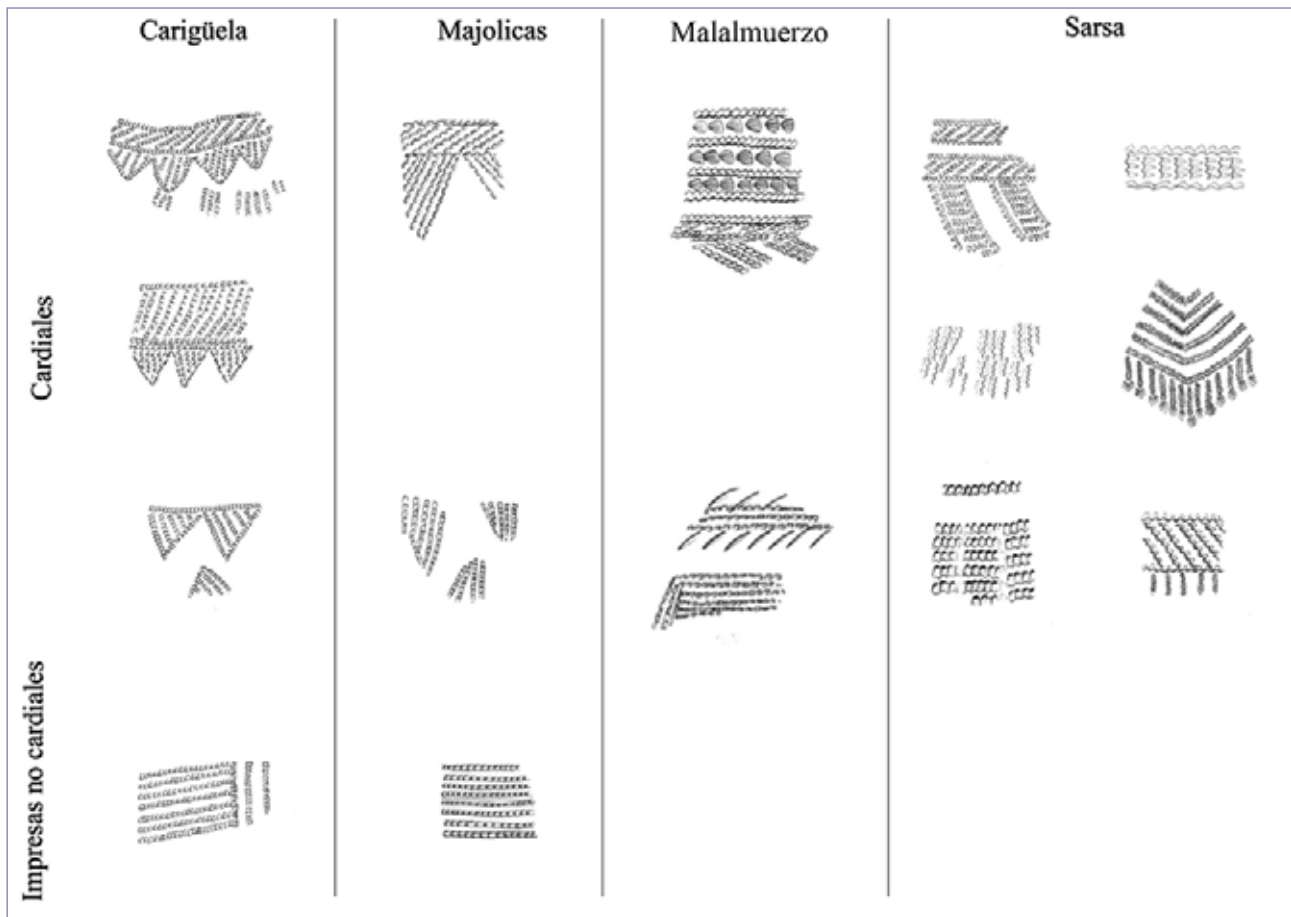 Carigüela
Majolicas
Malalmuerzo
Sarsa
Cardiales
Impresas no cardiales